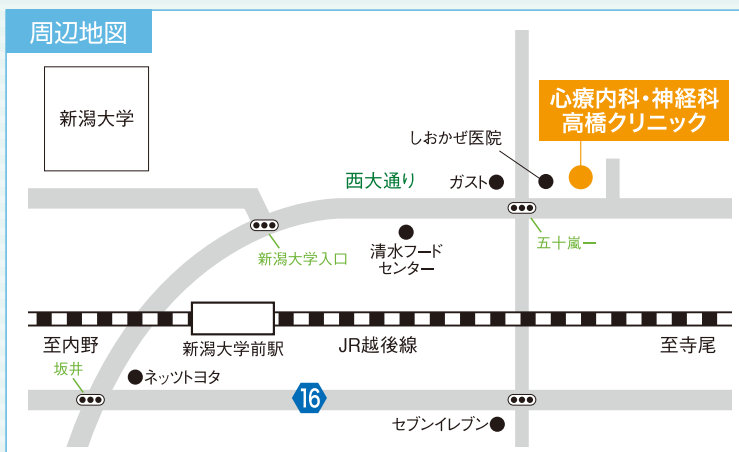 周辺地図
新潟大学
心療内科・神経科
高橋クリニック
しおかぜ医院
西大通り
ガスト
新潟大学入口
清水フード
センター
五十嵐一
至内野
新潟大学前駅
JR越後線
至寺尾
坂井
ネッツトヨタ
16
セブンイレブン